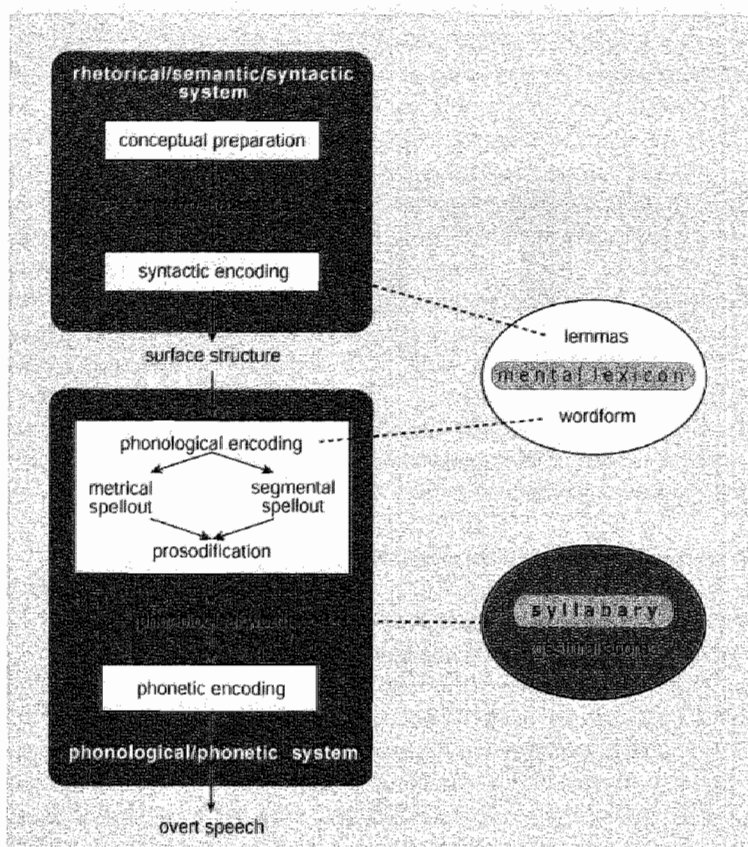 rhetorical/semantic/syntactic
system
conceptual preparation
syntactic encoding
surface structure
lemmas
mental lexicon
wordform
phonological encoding
metrical
spellout
segmental
spellout
prosodification
syllabary
phonetic encoding
phonological/phonetic system
overt speech